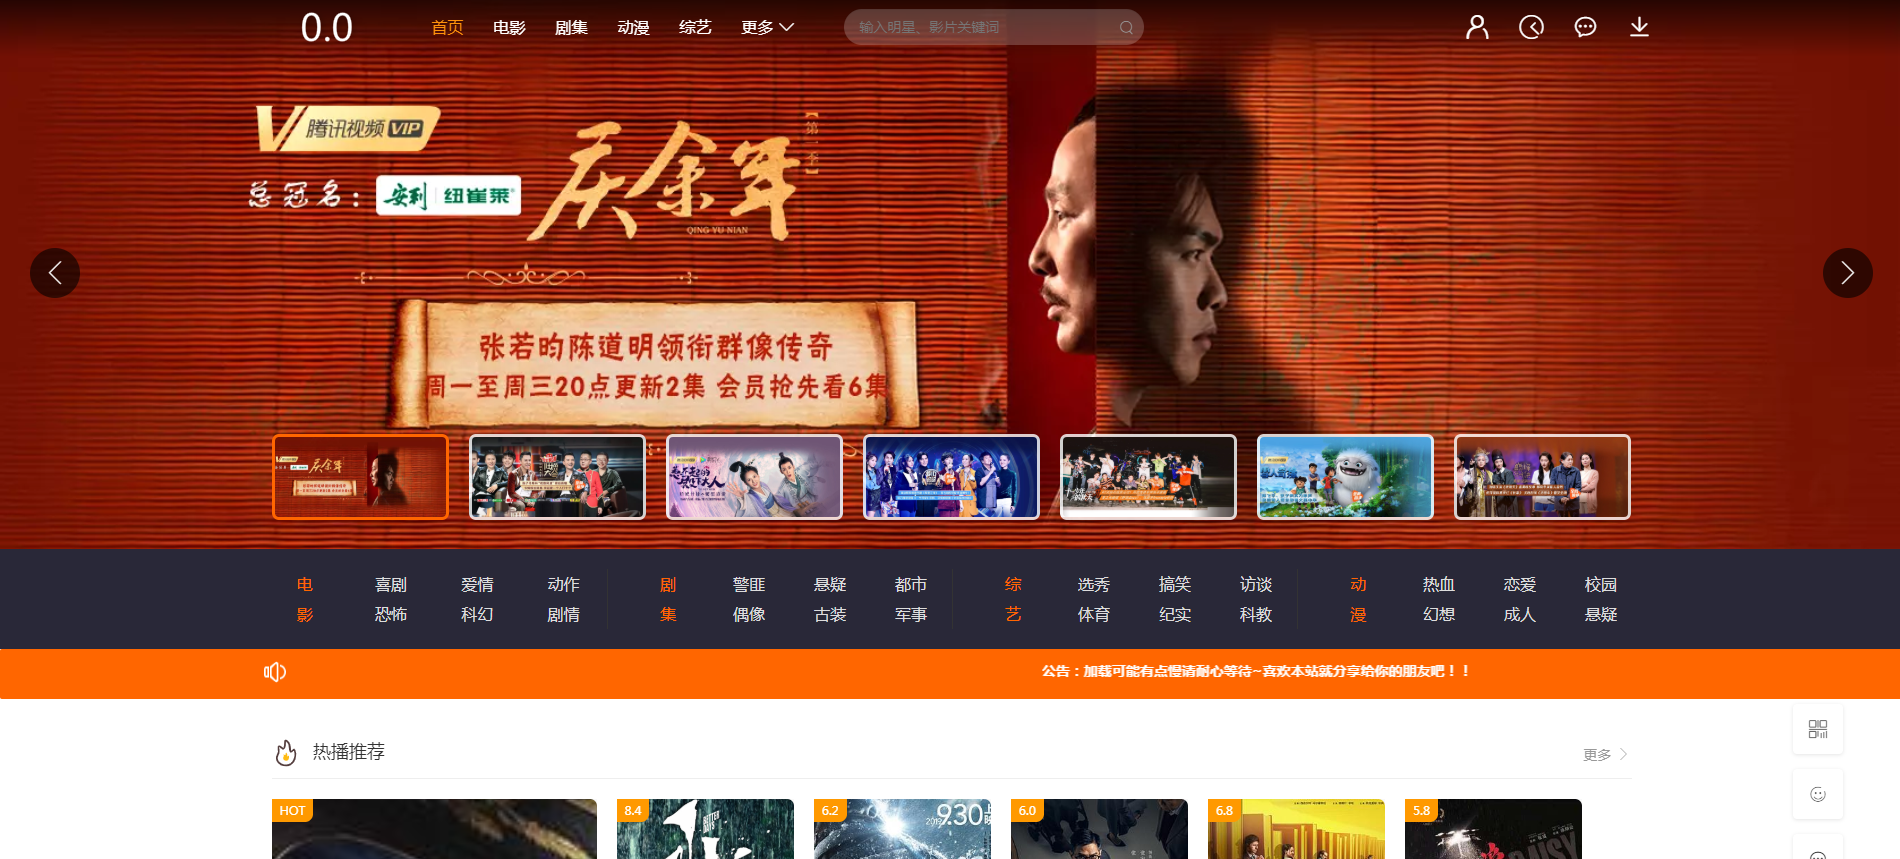 0.0
首页 电影 剧集 动漫 综艺 更多
输入明星、影片关键词
腾讯视频 VIP
总冠名： 安利 纽崔莱
庆余年
【第一季】
QING YU NIAN
张若昀陈道明领衔群像传奇
周一至周三20点更新2集 会员抢先看6集
电影 喜剧 爱情 动作
恐怖 科幻 剧情
剧集 警匪 悬疑 都市
偶像 古装 军事
综艺 选秀 搞笑 访谈
体育 纪实 科教
动漫 热血 恋爱 校园
幻想 成人 悬疑
公告：加载可能有点慢请耐心等待~喜欢本站就分享给你的朋友吧！！
热播推荐
更多
HOT
8.4
BETTER DAYS
6.2
2019 9.30
6.0
6.8
5.8